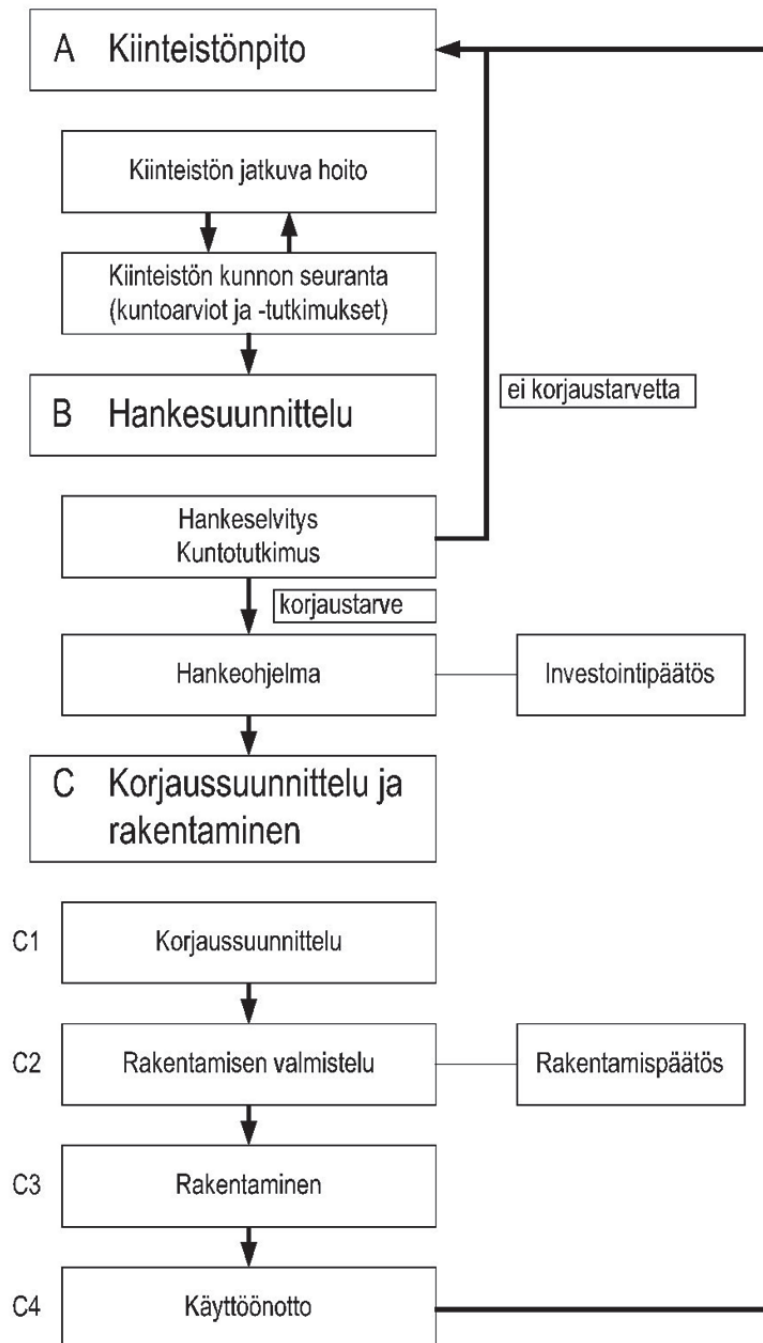 A Kiinteistönpito
Kiinteistön jatkuva hoito
Kiinteistön kunnon seuranta
(kuntoarviot ja -tutkimukset)
B Hankesuunnittelu
ei korjaustarvetta
Hankeselvitys
Kuntotutkimus
korjaustarve
Hankeohjelma
Investointipäätös
C Korjaussuunnittelu ja
rakentaminen
C1 Korjaussuunnittelu
C2 Rakentamisen valmistelu
Rakentamispäätös
C3 Rakentaminen
C4 Käyttöönotto